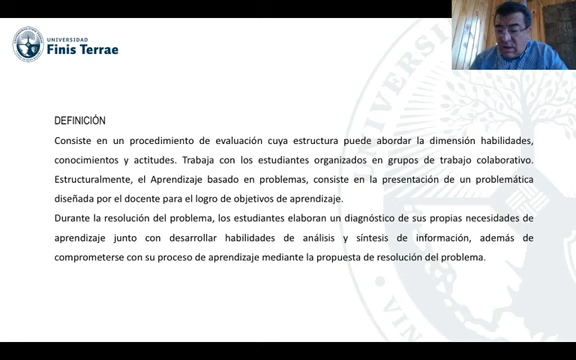 UNIVERSIDAD
Finis Terrae
DEFINICIÓN
Consiste en un procedimiento de evaluación cuya estructura puede abordar la dimensión habilidades,
conocimientos y actitudes. Trabaja con los estudiantes organizados en grupos de trabajo colaborativo.
Estructuralmente, el Aprendizaje basado en problemas, consiste en la presentación de un problemática
diseñada por el docente para el logro de objetivos de aprendizaje.
Durante la resolución del problema, los estudiantes elaboran un diagnóstico de sus propias necesidades de
aprendizaje junto con desarrollar habilidades de análisis y síntesis de información, además de
comprometerse con su proceso de aprendizaje mediante la propuesta de resolución del problema.